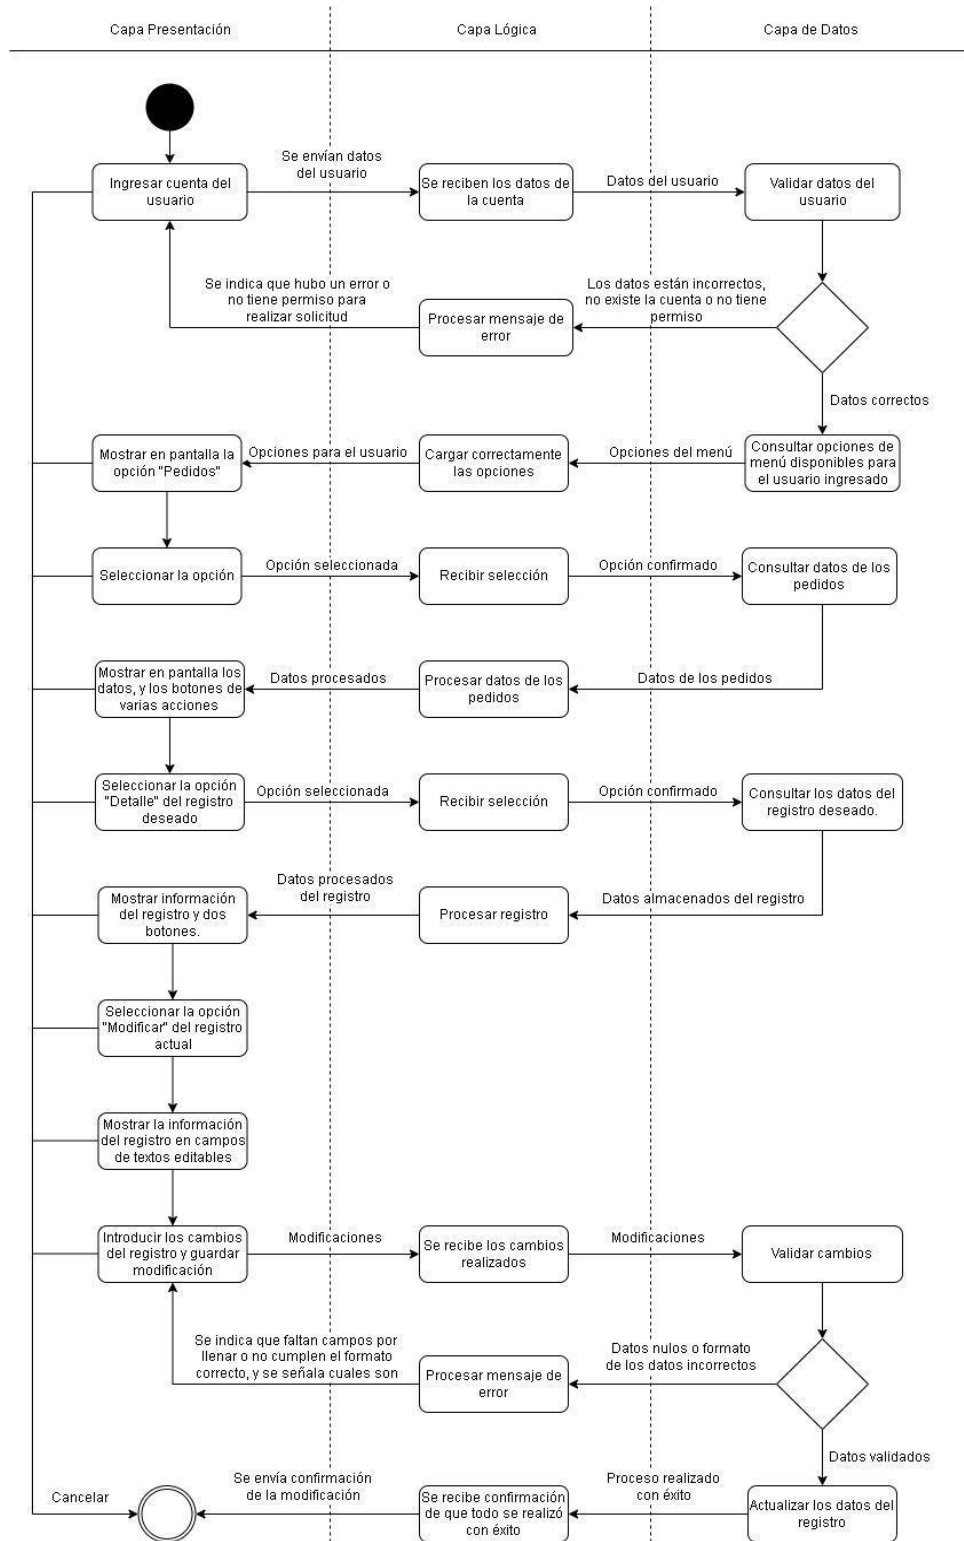 Capa Presentación
Capa Lógica
Capa de Datos
Ingresar cuenta del
usuario
Se envían datos
del usuario
Se reciben los datos de
la cuenta
Datos del usuario
Validar datos del
usuario
Se indica que hubo un error o
no tiene permiso para
realizar solicitud
Procesar mensaje de
error
Los datos están incorrectos,
no existe la cuenta o no tiene
permiso
Datos correctos
Mostrar en pantalla la
opción "Pedidos"
Opciones para el usuario
Cargar correctamente
las opciones
Opciones del menú
Consultar opciones de
menú disponibles para
el usuario ingresado
Seleccionar la opción
Opción seleccionada
Recibir selección
Opción confirmado
Consultar datos de los
pedidos
Mostrar en pantalla los
datos, y los botones de
varias acciones
Datos procesados
Procesar datos de los
pedidos
Datos de los pedidos
Seleccionar la opción
"Detalle" del registro
deseado
Opción seleccionada
Recibir selección
Opción confirmado
Consultar los datos del
registro deseado.
Mostrar información
del registro y dos
botones.
Datos procesados
del registro
Procesar registro
Datos almacenados del registro
Seleccionar la opción
"Modificar" del registro
actual
Mostrar la información
del registro en campos
de textos editables
Introducir los cambios
del registro y guardar
modificación
Modificaciones
Se recibe los cambios
realizados
Modificaciones
Validar cambios
Se indica que faltan campos por
llenar o no cumplen el formato
correcto, y se señala cuales son
Procesar mensaje de
error
Datos nulos o formato
de los datos incorrectos
Datos validados
Cancelar
Se envía confirmación
de la modificación
Se recibe confirmación
de que todo se realizó
con éxito
Proceso realizado
con éxito
Actualizar los datos del
registro